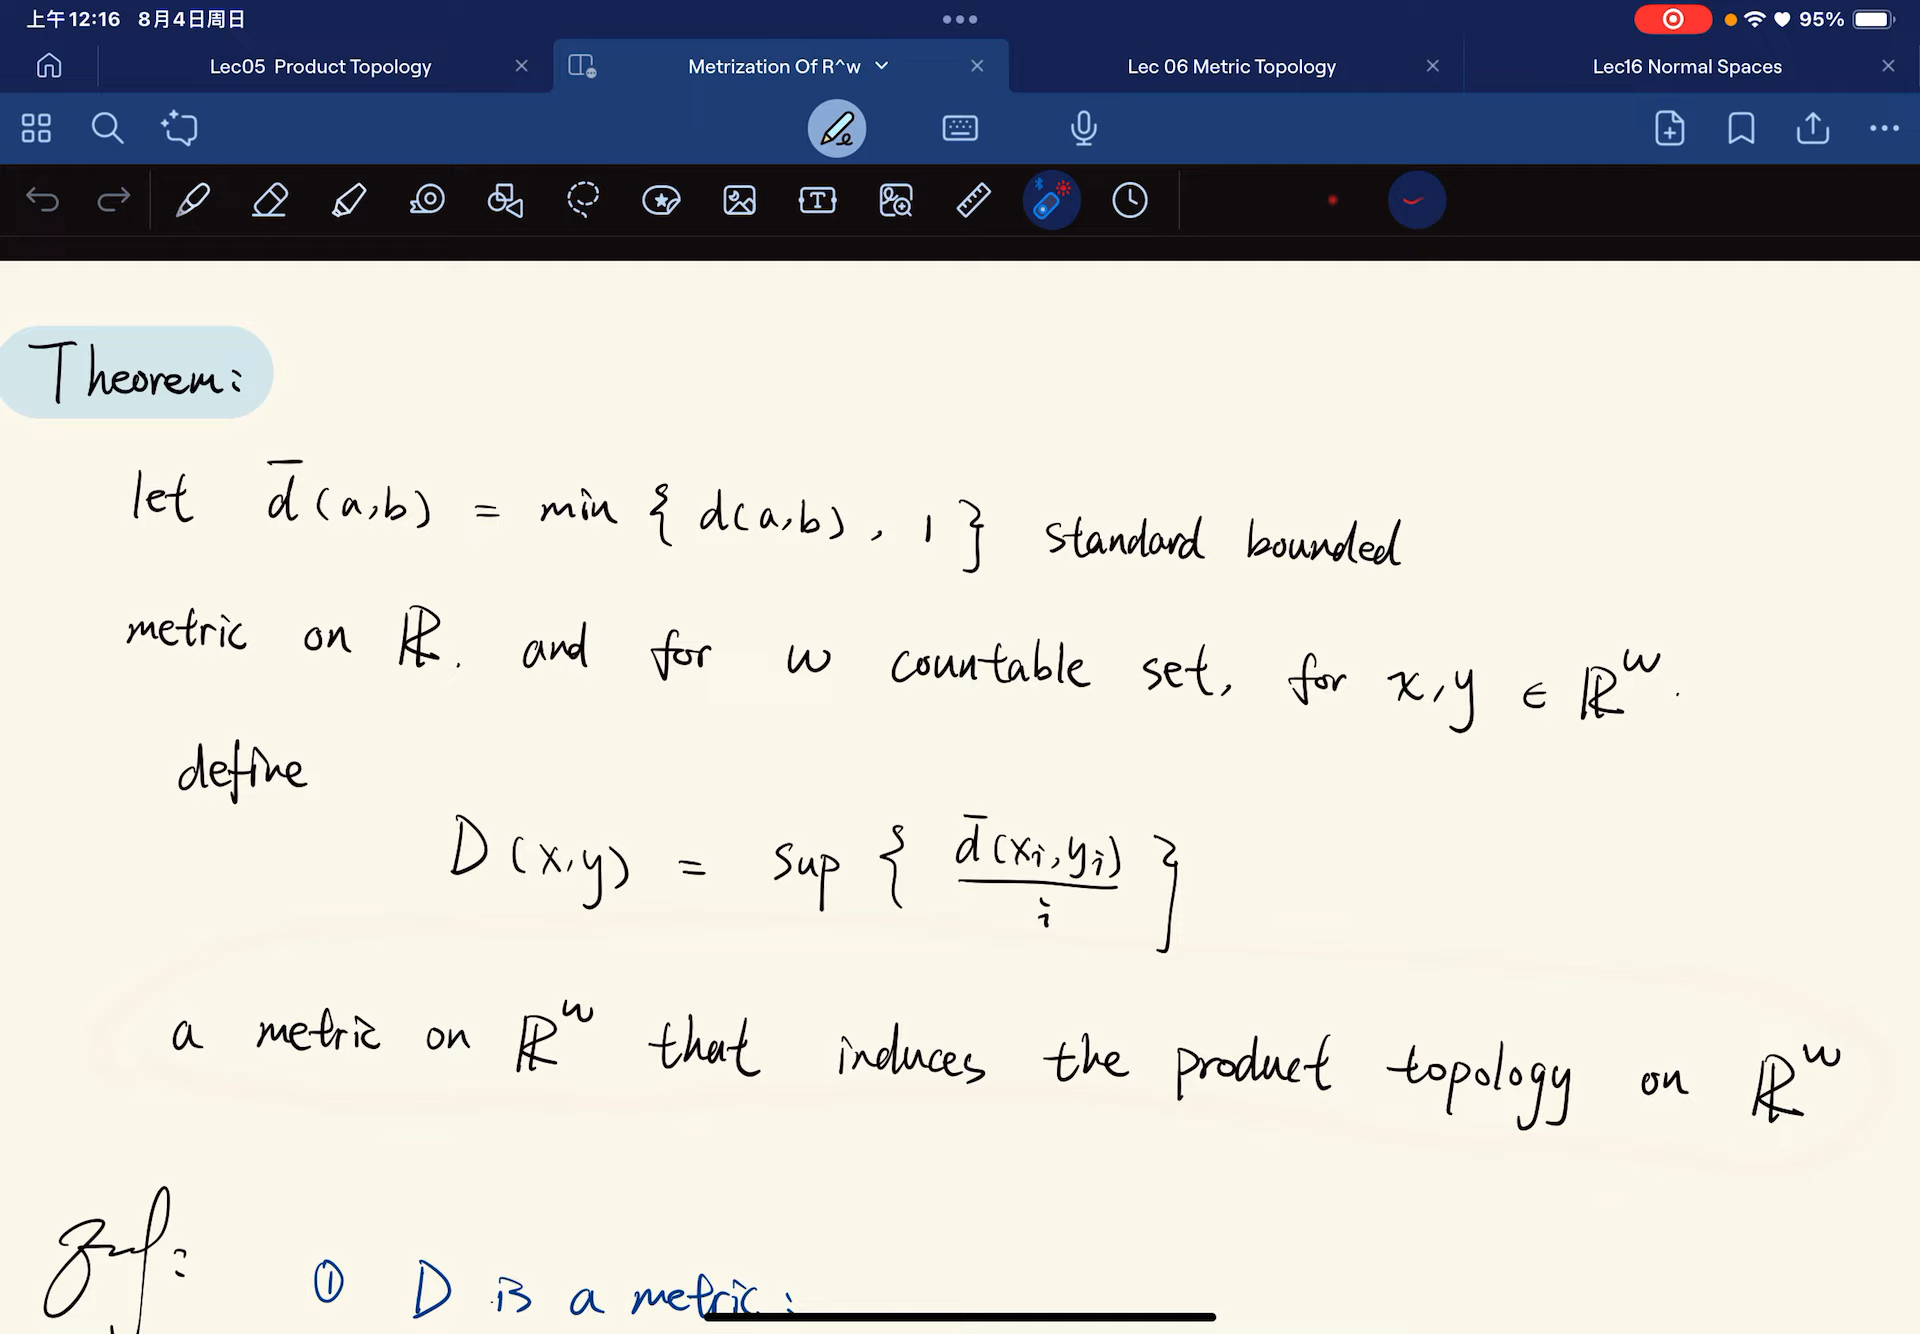 上午12:16 8月4日周日
95%
Lec05 Product Topology
Metrization Of R^w
Lec 06 Metric Topology
Lec16 Normal Spaces
Theorem:
let d̅(a,b) = min { d(a,b), 1 } standard bounded
metric on ℝ. and for w countable set, for x,y ∈ ℝ^w.
define
D(x,y) = sup { d̅(xi,yi) / i }
a metric on ℝ^w that induces the product topology on ℝ^w
① D is a metric: